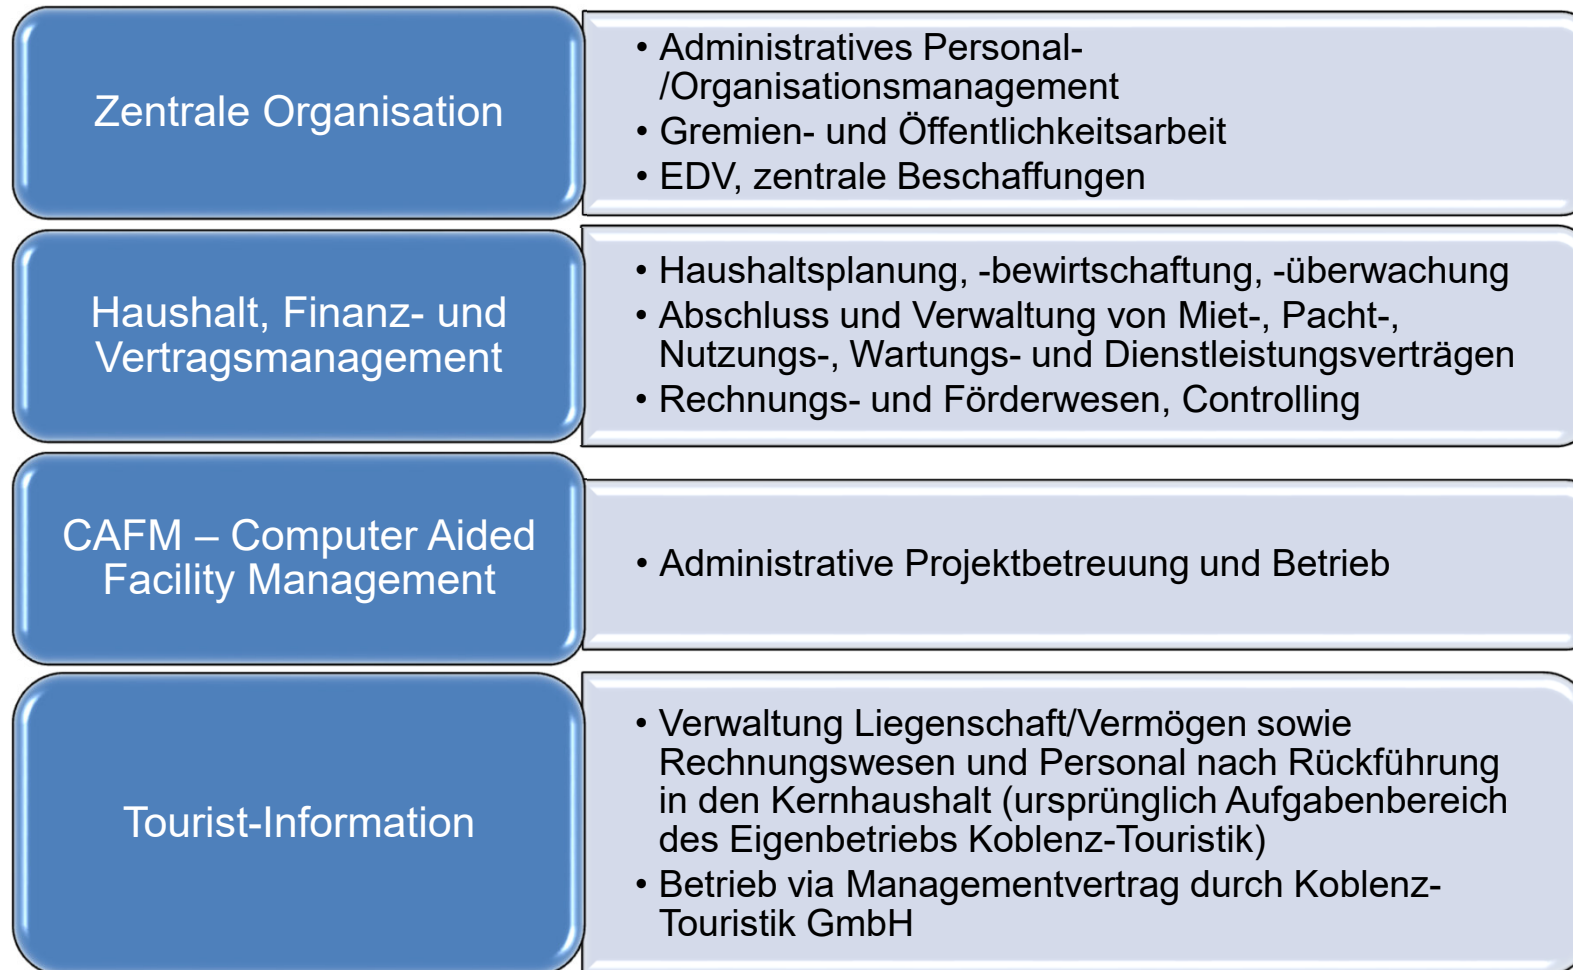 Zentrale Organisation
• Administratives Personal-
/Organisationsmanagement
• Gremien- und Öffentlichkeitsarbeit
• EDV, zentrale Beschaffungen
Haushalt, Finanz- und
Vertragsmanagement
• Haushaltsplanung, -bewirtschaftung, -überwachung
• Abschluss und Verwaltung von Miet-, Pacht-,
Nutzungs-, Wartungs- und Dienstleistungsverträgen
• Rechnungs- und Förderwesen, Controlling
CAFM – Computer Aided
Facility Management
• Administrative Projektbetreuung und Betrieb
Tourist-Information
• Verwaltung Liegenschaft/Vermögen sowie
Rechnungswesen und Personal nach Rückführung
in den Kernhaushalt (ursprünglich Aufgabenbereich
des Eigenbetriebs Koblenz-Touristik)
• Betrieb via Managementvertrag durch Koblenz-
Touristik GmbH